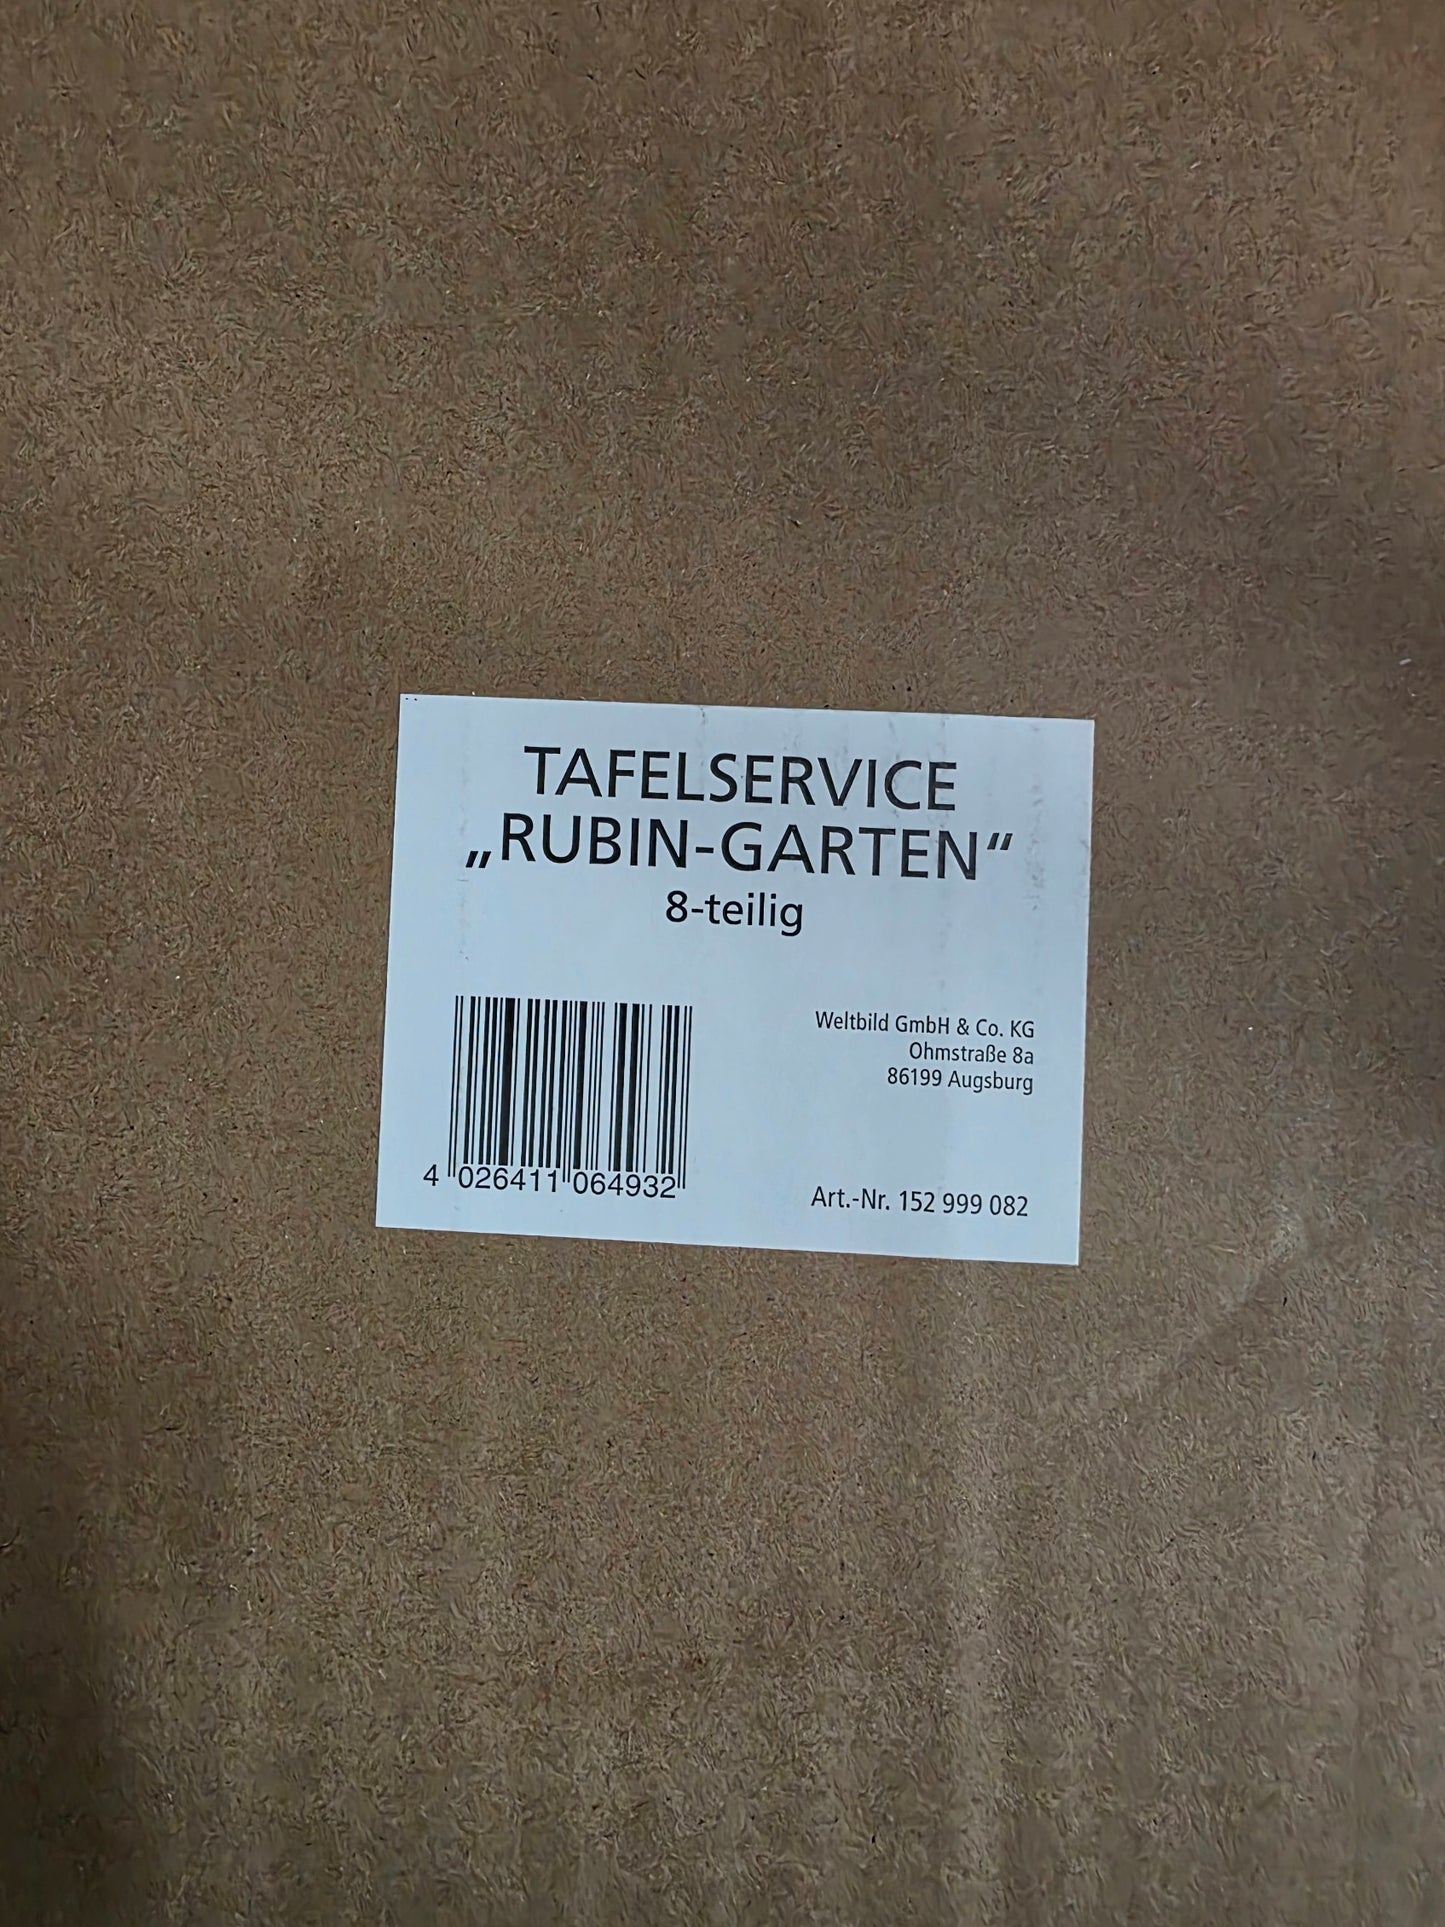 TAFELSERVICE
„RUBIN-GARTEN“
8-teilig
Weltbild GmbH & Co. KG
Ohmstraße 8a
86199 Augsburg
4 026411 064932
Art.-Nr. 152 999 082